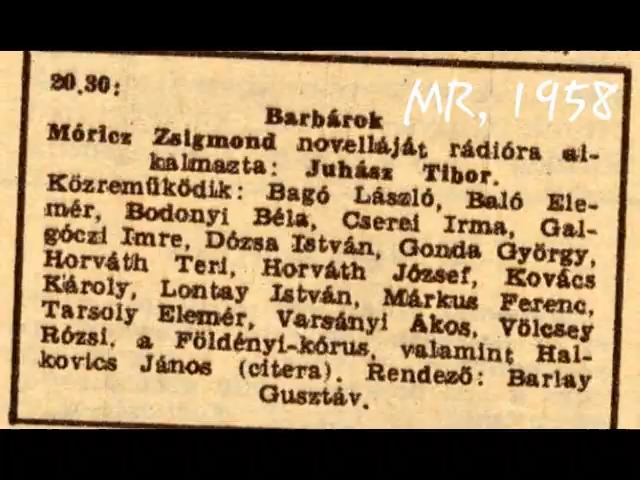 20.30:
MR, 1958
Barbárok
Móricz Zsigmond novelláját rádióra al-
kalmazta: Juhász Tibor.
Közreműködik: Bagó László, Baló Ele-
mér, Bodonyi Béla, Cserei Irma, Gal-
góczi Imre, Dózsa István, Gonda György,
Horváth Teri, Horváth József, Kovács
Károly, Lontay István, Márkus Ferenc,
Tarsoly Elemér, Varsányi Ákos, Völcsey
Rózsi, a Földényi-kórus, valamint Hal-
kovics János (citera). Rendező: Barlay
Gusztáv.